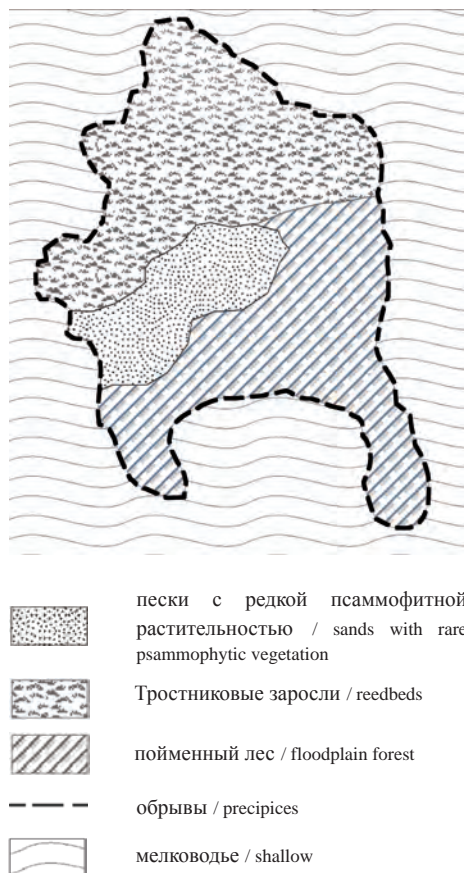 пески с редкой псаммофитной
растительностью / sands with rare
psammophytic vegetation
Тростниковые заросли / reedbeds
пойменный лес / floodplain forest
обрывы / precipices
мелководье / shallow